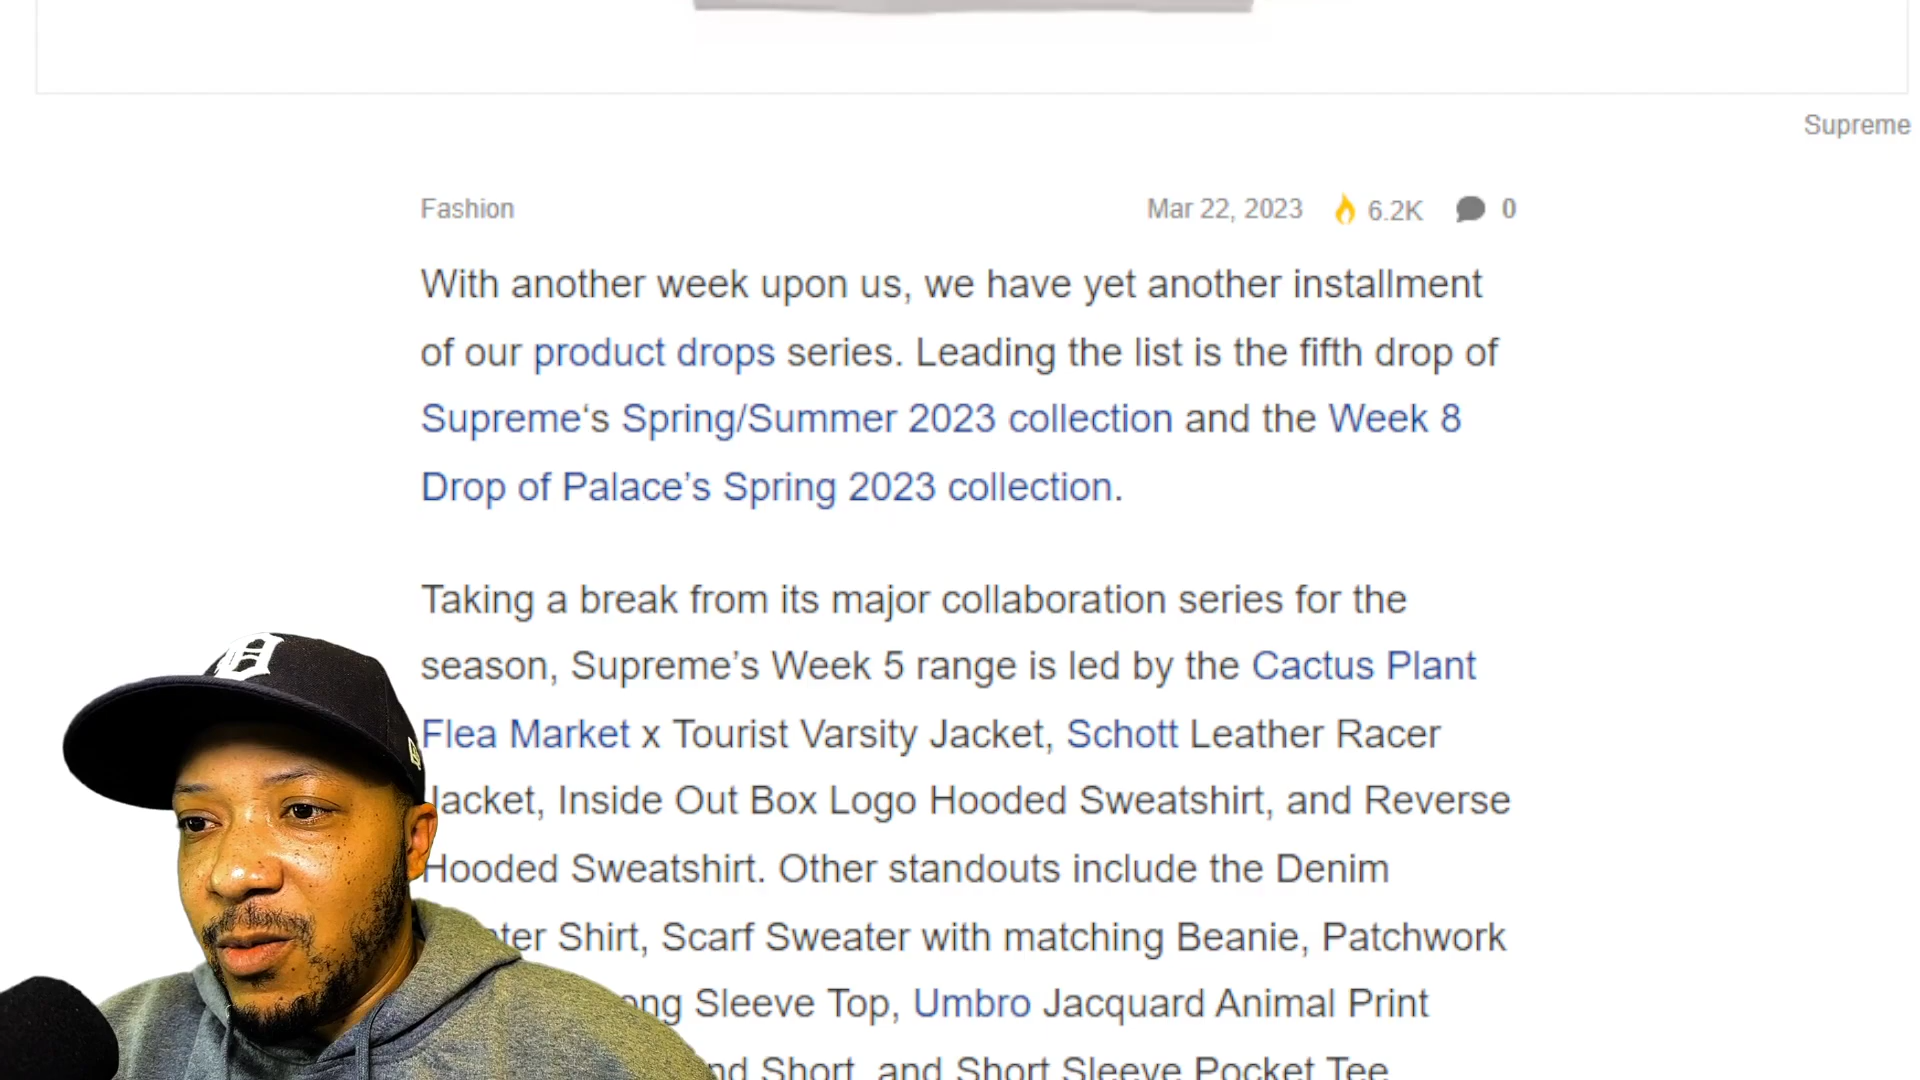 Supreme
Fashion
Mar 22, 2023 6.2K 0
With another week upon us, we have yet another installment
of our product drops series. Leading the list is the fifth drop of
Supreme‘s Spring/Summer 2023 collection and the Week 8
Drop of Palace’s Spring 2023 collection.
Taking a break from its major collaboration series for the
season, Supreme’s Week 5 range is led by the Cactus Plant
Flea Market x Tourist Varsity Jacket, Schott Leather Racer
Jacket, Inside Out Box Logo Hooded Sweatshirt, and Reverse
Hooded Sweatshirt. Other standouts include the Denim
Shirt, Scarf Sweater with matching Beanie, Patchwork
Sleeve Top, Umbro Jacquard Animal Print
Short, and Short Sleeve Pocket Tee